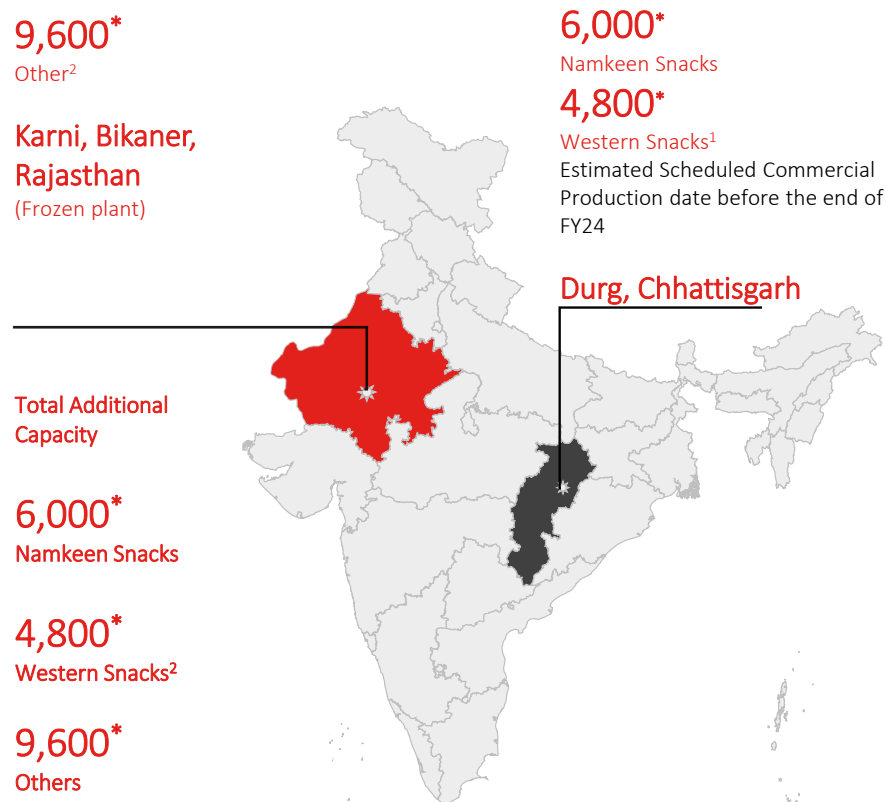 9,600*
Other2
Karni, Bikaner,
Rajasthan
(Frozen plant)
6,000*
Namkeen Snacks
4,800*
Western Snacks1
Estimated Scheduled Commercial
Production date before the end of
FY24
Durg, Chhattisgarh
Total Additional
Capacity
6,000*
Namkeen Snacks
4,800*
Western Snacks2
9,600*
Others